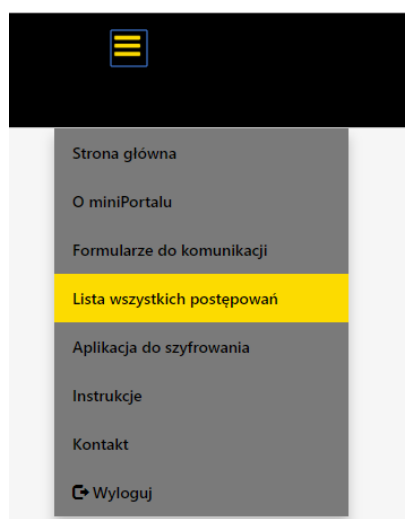 Strona główna
O miniPortalu
Formularze do komunikacji
Lista wszystkich postępowań
Aplikacja do szyfrowania
Instrukcje
Kontakt
Wyloguj